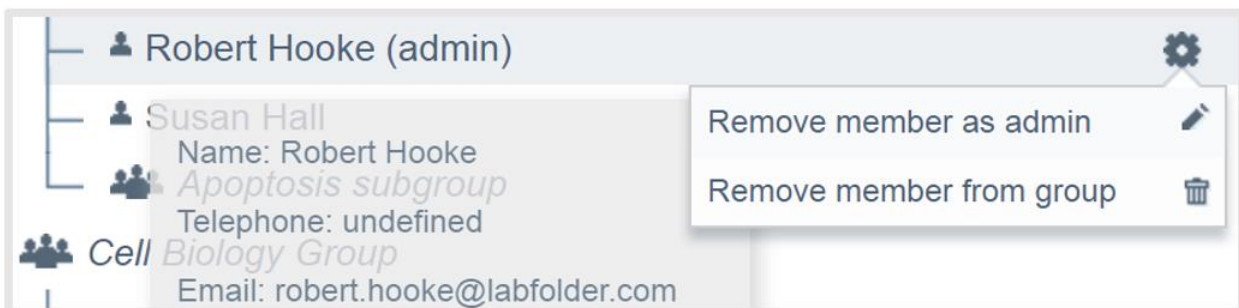 Robert Hooke (admin)
Susan Hall
Name: Robert Hooke
Apoptosis subgroup
Telephone: undefined
Cell Biology Group
Email: robert.hooke@labfolder.com
Remove member as admin
Remove member from group